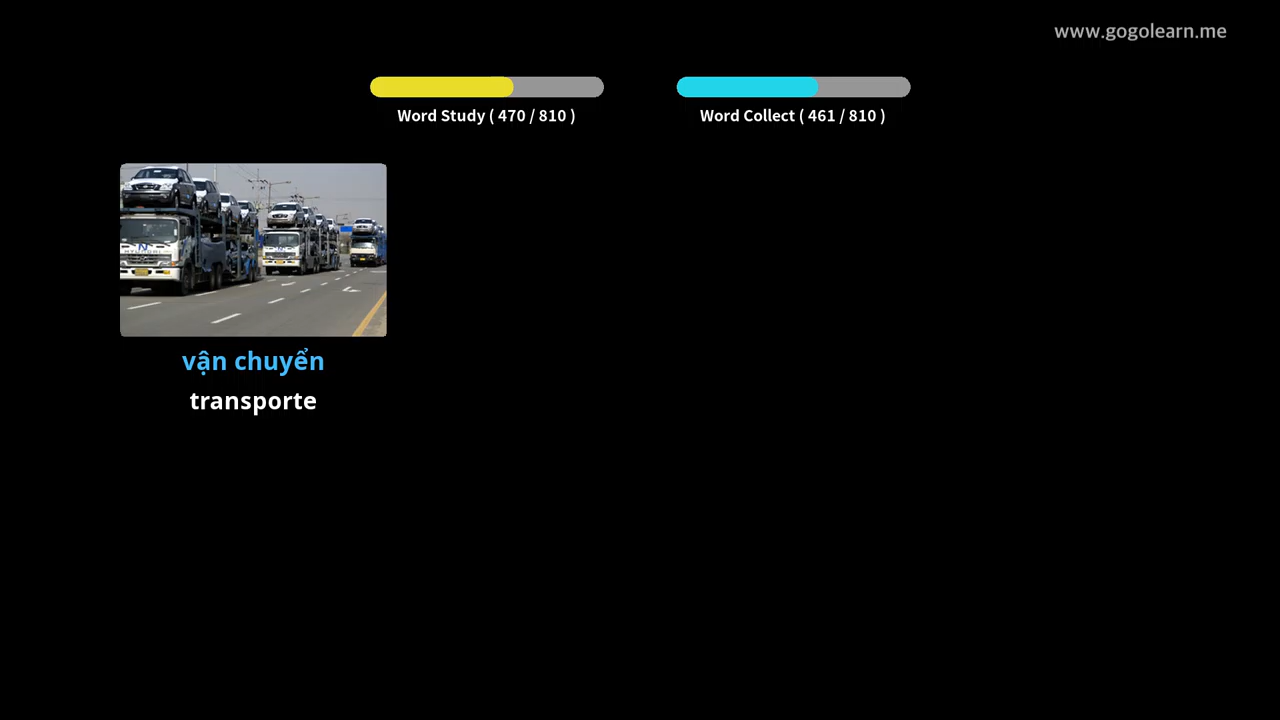 www.gogolearn.me
Word Study ( 470 / 810 )
Word Collect ( 461 / 810 )
vận chuyển
transporte